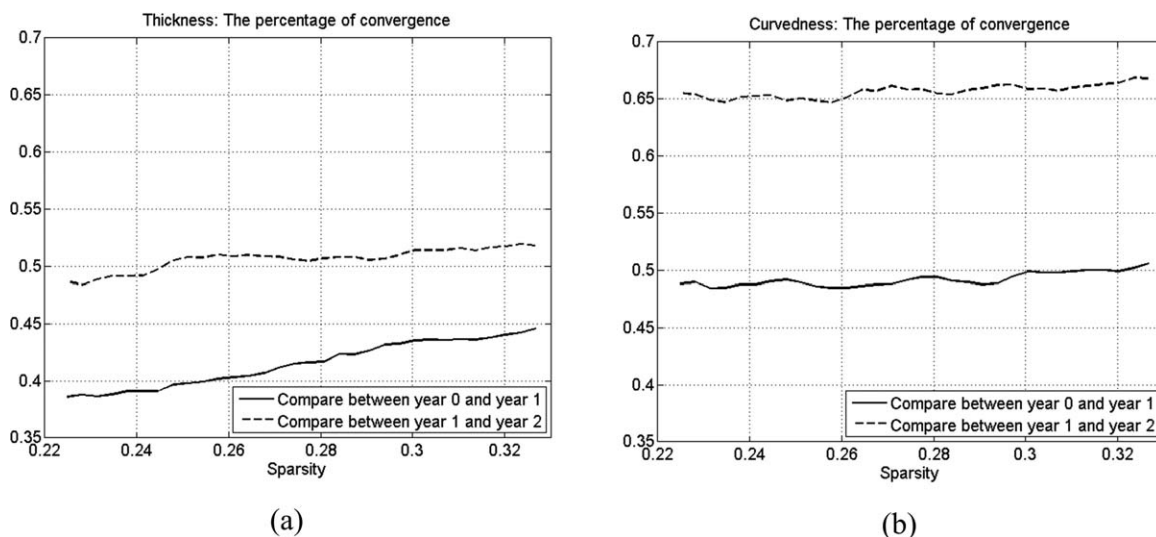 Thickness: The percentage of convergence
0.7
0.65
0.6
0.55
0.5
0.45
0.4
0.35
0.22
0.24
0.26
0.28
0.3
0.32
Sparsity
Compare between year 0 and year 1
Compare between year 1 and year 2
(a)
Curvedness: The percentage of convergence
0.7
0.65
0.6
0.55
0.5
0.45
0.4
0.35
0.22
0.24
0.26
0.28
0.3
0.32
Sparsity
Compare between year 0 and year 1
Compare between year 1 and year 2
(b)